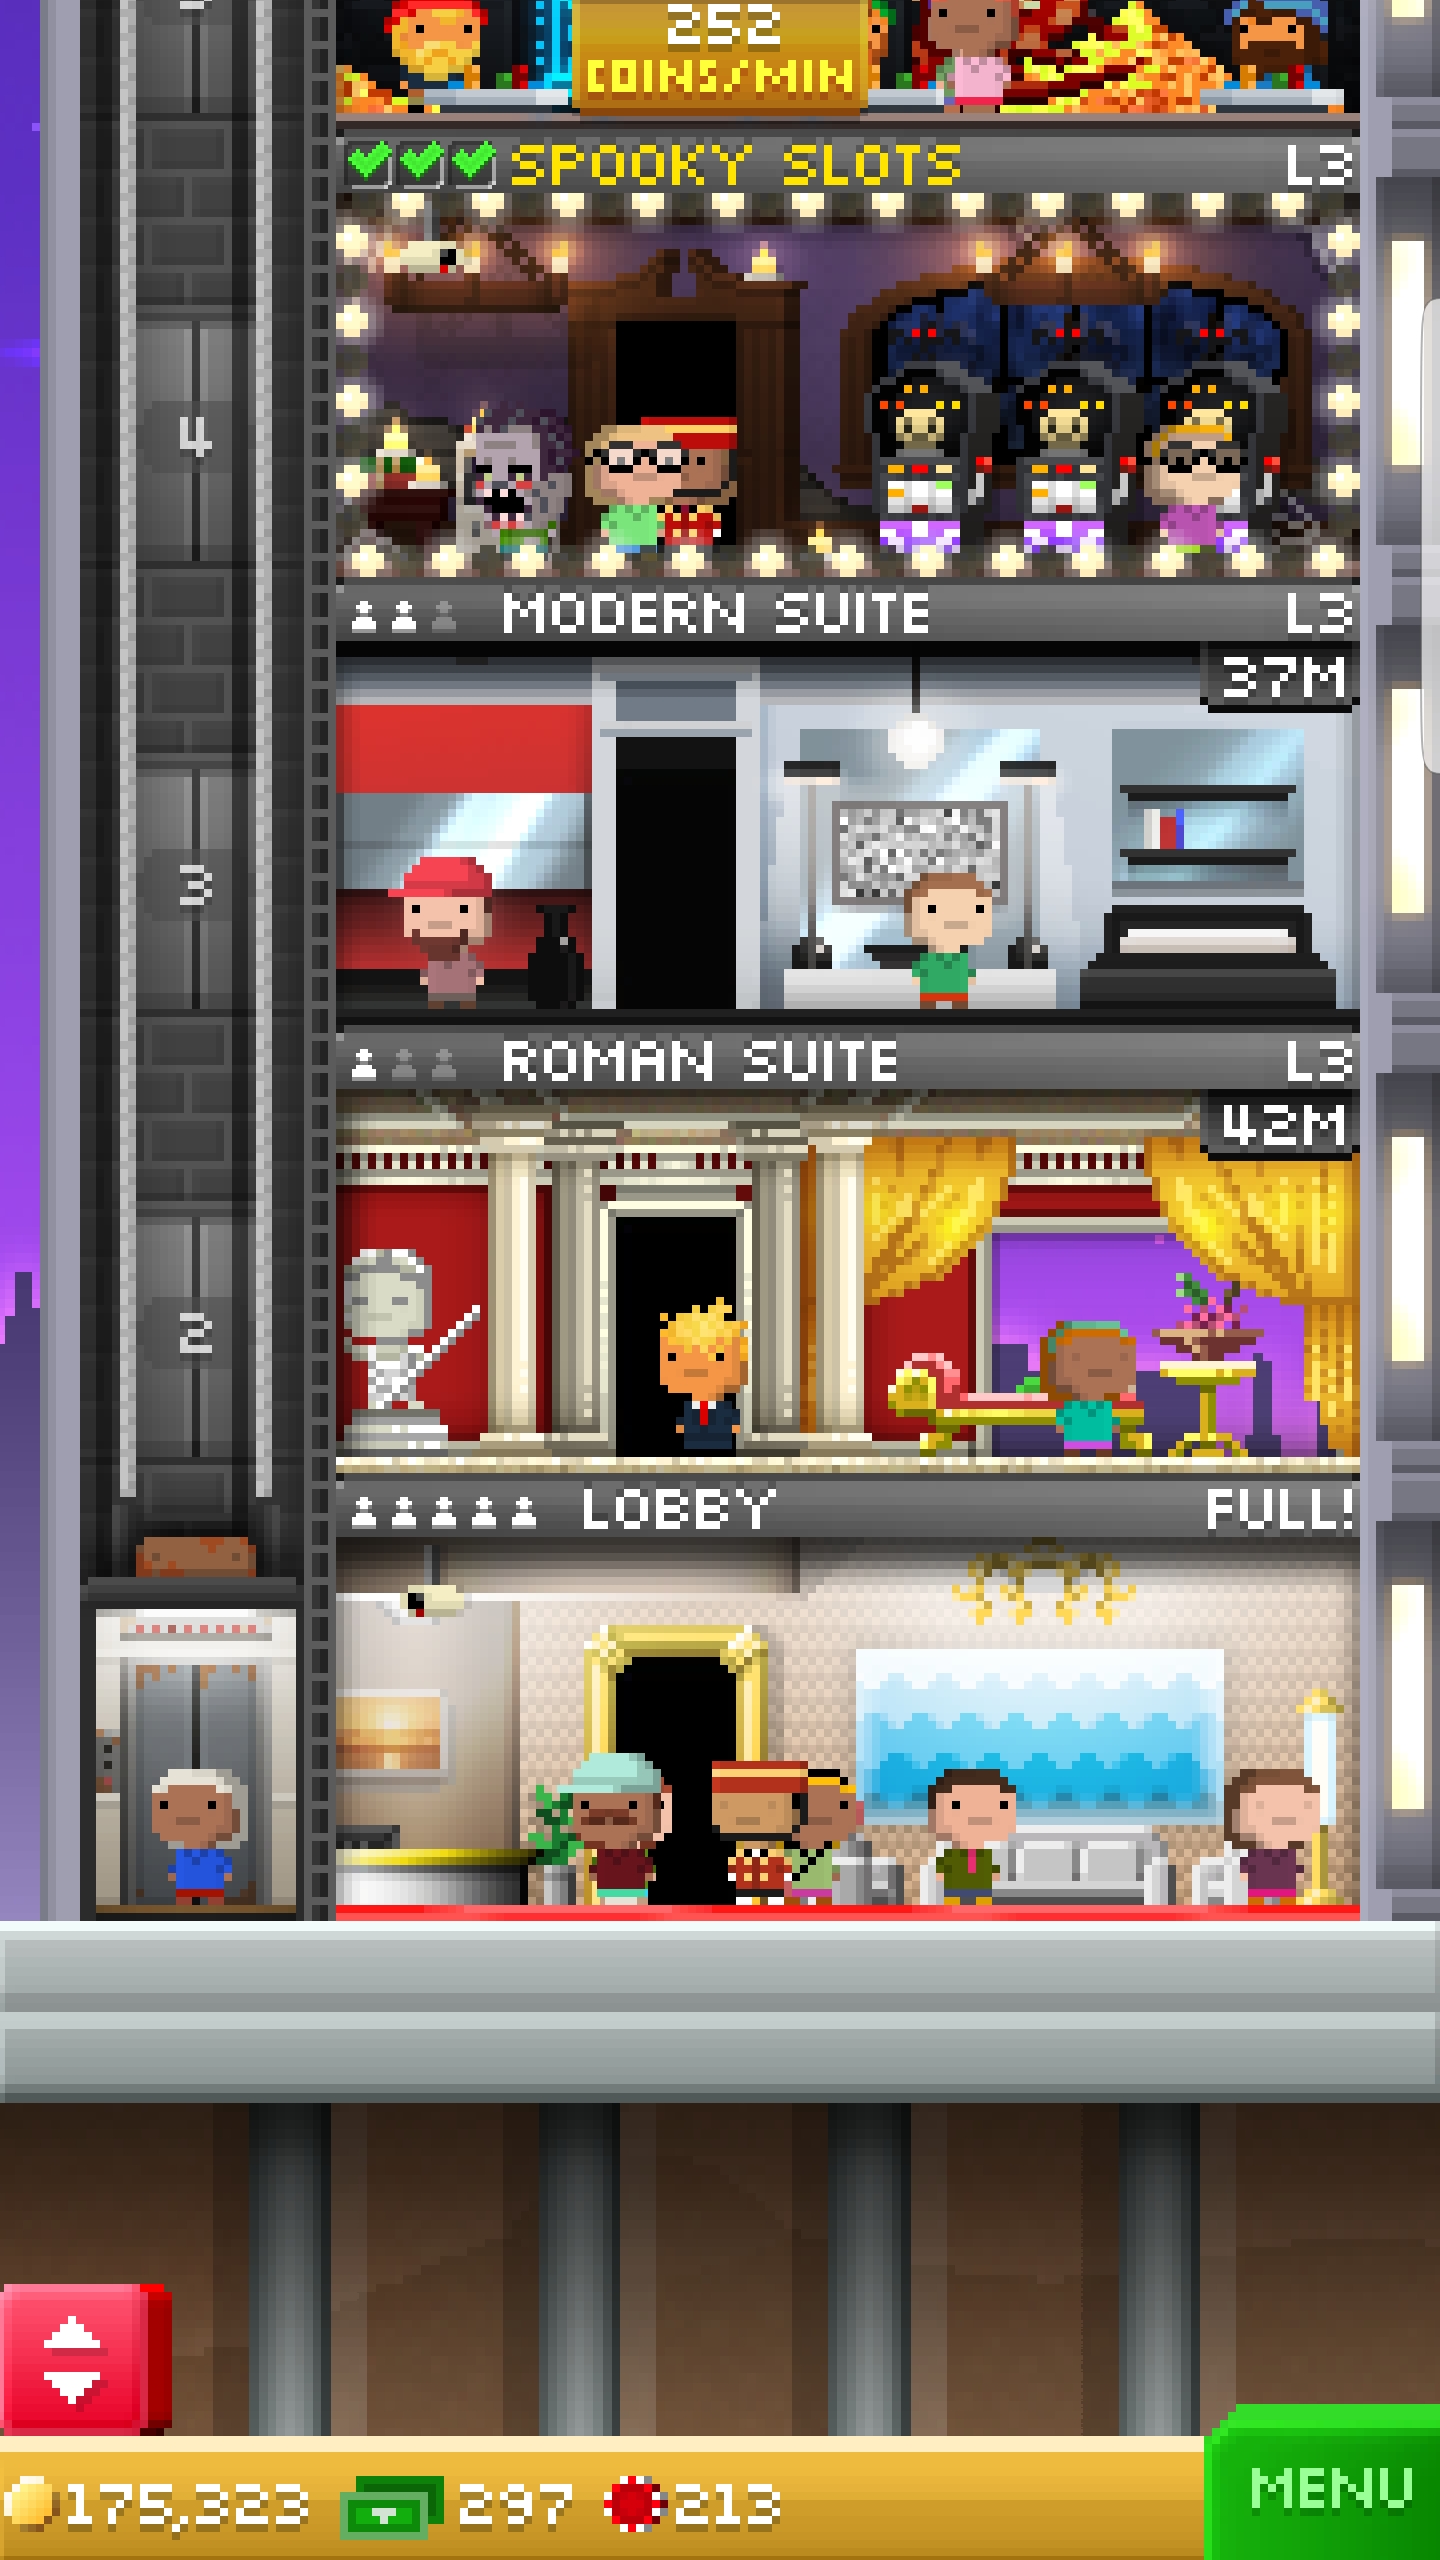 252
COINS/MIN
SPOOKY SLOTS L3
4
MODERN SUITE L3
37M
3
ROMAN SUITE L3
42M
2
LOBBY FULL!
175,323 297 213
MENU